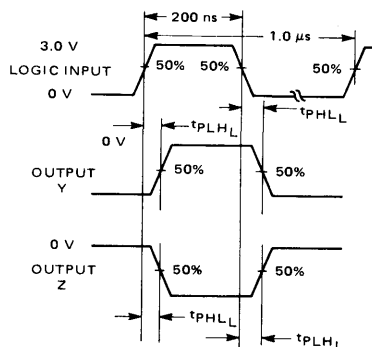 200 ns
1.0 µs
3.0 V
LOGIC INPUT
50%
50%
50%
0 V
tPHLL
tPLHL
0 V
50%
50%
OUTPUT
Y
0 V
OUTPUT
Z
50%
50%
tPHLL
tPLHL